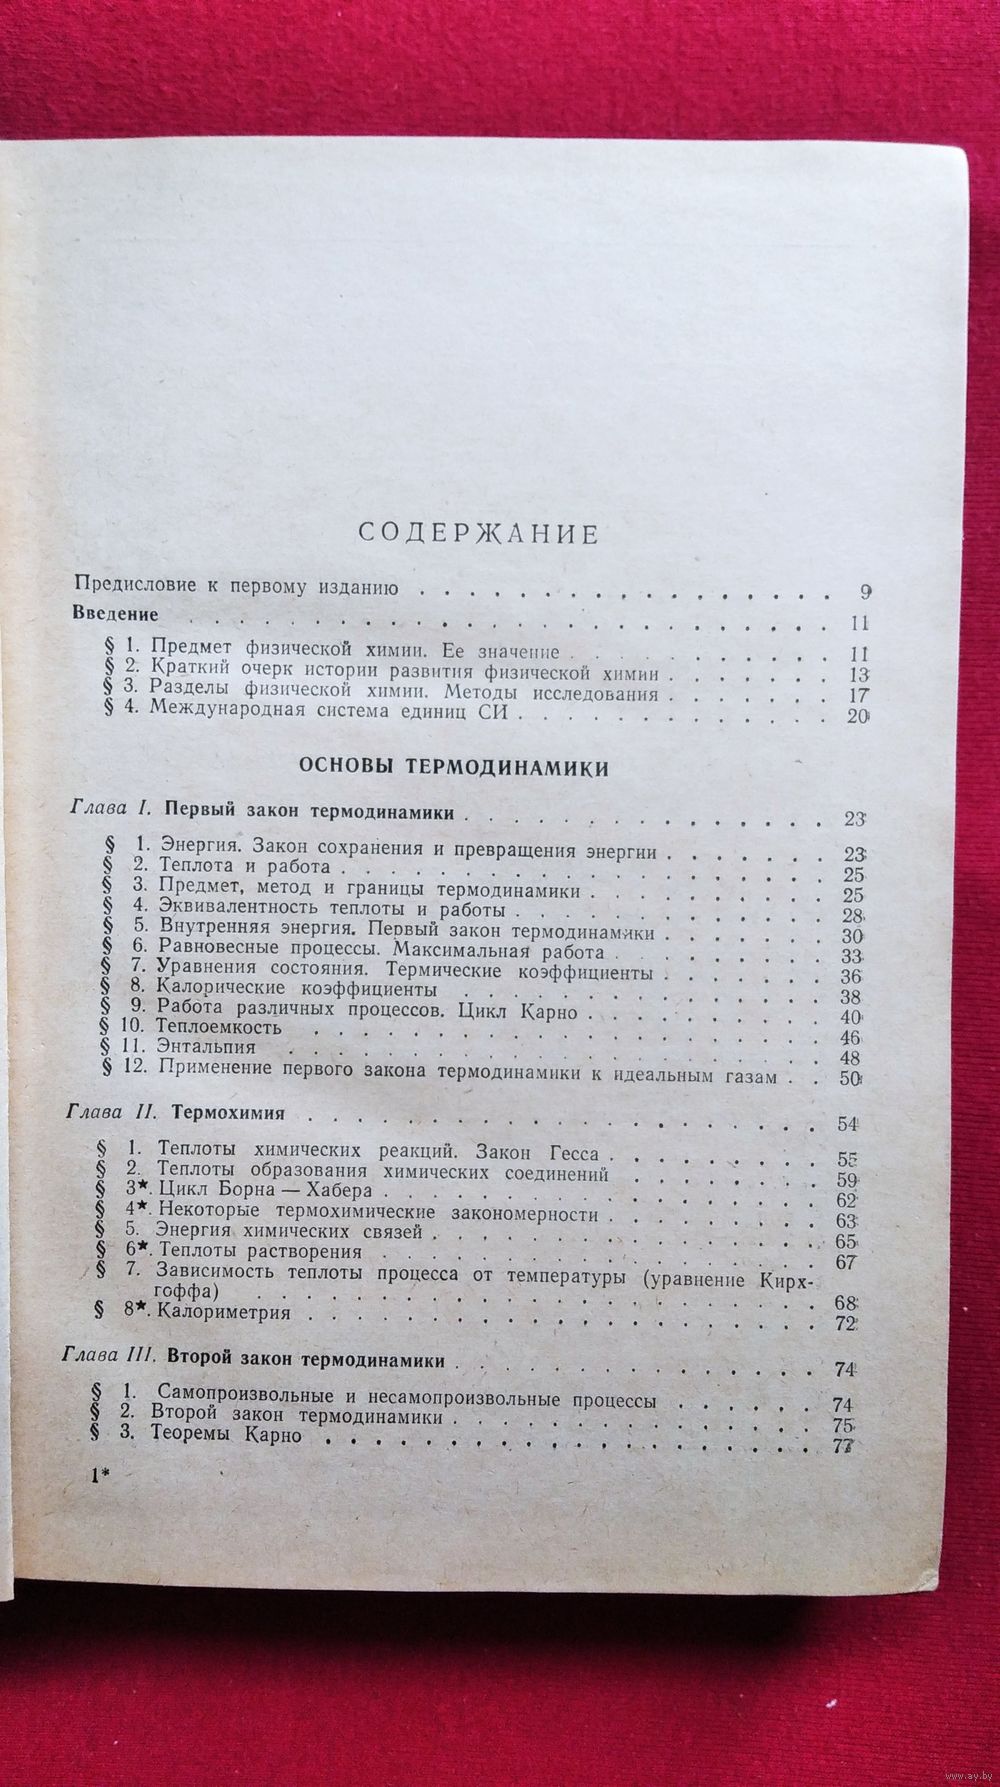 СОДЕРЖАНИЕ
Предисловие к первому изданию . . . . . . . . . . . . . . . . . 9
Введение . . . . . . . . . . . . . . . . . . . . . . . . . . 11
§ 1. Предмет физической химии. Ее значение . . . . . . . . . . . 11
§ 2. Краткий очерк истории развития физической химии . . . . . . . 13
§ 3. Разделы физической химии. Методы исследования . . . . . . . 17
§ 4. Международная система единиц СИ . . . . . . . . . . . . . 20
ОСНОВЫ ТЕРМОДИНАМИКИ
Глава I. Первый закон термодинамики . . . . . . . . . . . . . . . 23
§ 1. Энергия. Закон сохранения и превращения энергии . . . . . . . 23
§ 2. Теплота и работа . . . . . . . . . . . . . . . . . . . . 25
§ 3. Предмет, метод и границы термодинамики . . . . . . . . . . 25
§ 4. Эквивалентность теплоты и работы . . . . . . . . . . . . . 28
§ 5. Внутренняя энергия. Первый закон термодинамики . . . . . . . 30
§ 6. Равновесные процессы. Максимальная работа . . . . . . . . . 33
§ 7. Уравнения состояния. Термические коэффициенты . . . . . . . 36
§ 8. Калорические коэффициенты . . . . . . . . . . . . . . . 38
§ 9. Работа различных процессов. Цикл Карно . . . . . . . . . . 40
§ 10. Теплоемкость . . . . . . . . . . . . . . . . . . . . . 46
§ 11. Энтальпия . . . . . . . . . . . . . . . . . . . . . . 48
§ 12. Применение первого закона термодинамики к идеальным газам . . 50
Глава II. Термохимия . . . . . . . . . . . . . . . . . . . . . 54
§ 1. Теплоты химических реакций. Закон Гесса . . . . . . . . . 55
§ 2. Теплоты образования химических соединений . . . . . . . . 59
§ 3★. Цикл Борна — Хабера . . . . . . . . . . . . . . . . . . 62
§ 4★. Некоторые термохимические закономерности . . . . . . . . . 63
§ 5. Энергия химических связей . . . . . . . . . . . . . . . . 65
§ 6★. Теплоты растворения . . . . . . . . . . . . . . . . . . 67
§ 7. Зависимость теплоты процесса от температуры (уравнение Кирх-
гоффа) . . . . . . . . . . . . . . . . . . . . . . . 68
§ 8★. Калориметрия . . . . . . . . . . . . . . . . . . . . . 72
Глава III. Второй закон термодинамики . . . . . . . . . . . . . . . 74
§ 1. Самопроизвольные и несамопроизвольные процессы . . . . . . 74
§ 2. Второй закон термодинамики . . . . . . . . . . . . . . . 75
§ 3. Теоремы Карно . . . . . . . . . . . . . . . . . . . . 77
1*
www.ay.by